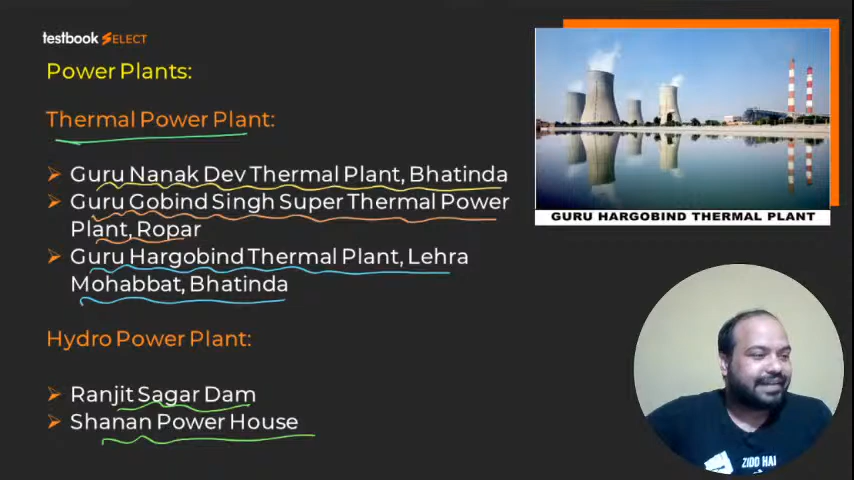 testbook SELECT
Power Plants:
Thermal Power Plant:
Guru Nanak Dev Thermal Plant, Bhatinda
Guru Gobind Singh Super Thermal Power
Plant, Ropar
Guru Hargobind Thermal Plant, Lehra
Mohabbat, Bhatinda
Hydro Power Plant:
Ranjit Sagar Dam
Shanan Power House
GURU HARGOBIND THERMAL PLANT
ZIDD HAI